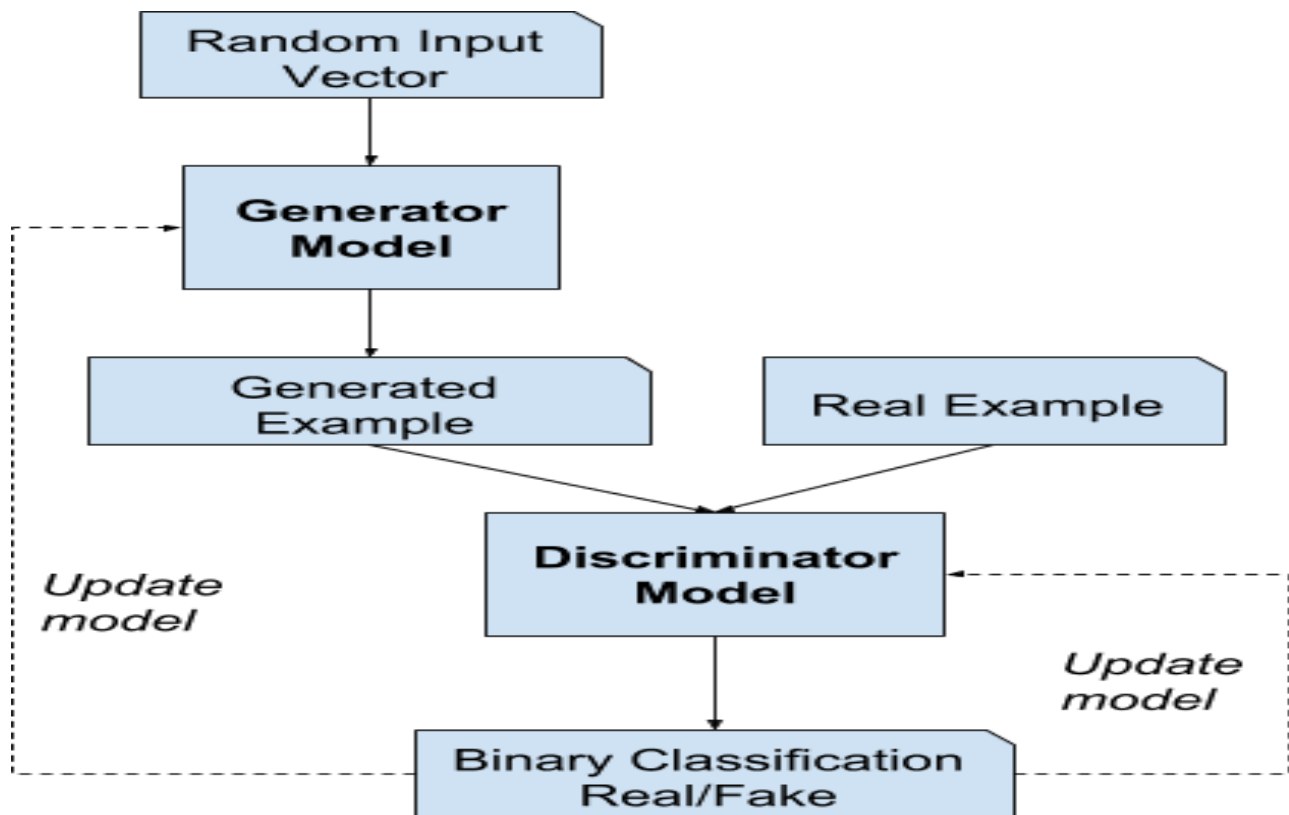 Random Input
Vector
Generator
Model
Generated
Example
Real Example
Discriminator
Model
Update
model
Update
model
Binary Classification
Real/Fake